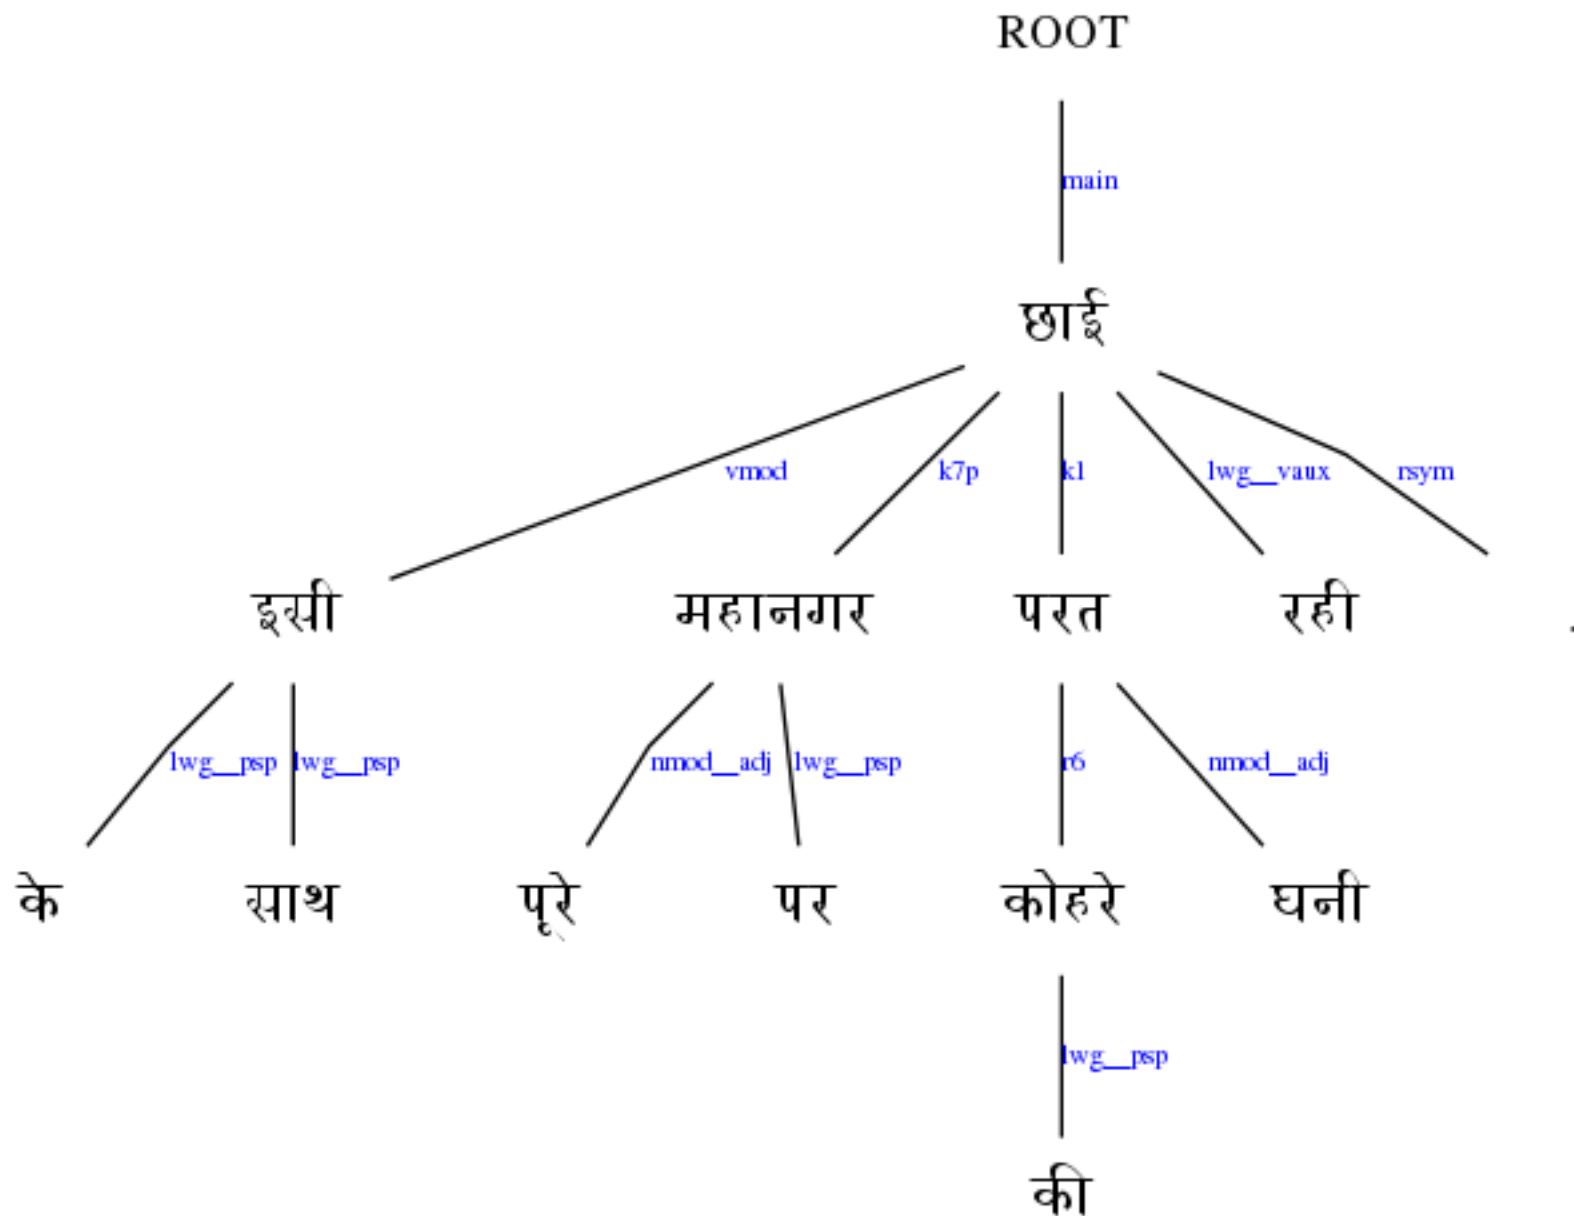 ROOT
main
छाई
vmod k7p k1 lwg__vaux rsym
इसी महानगर परत रही .
lwg__psp lwg__psp nmod__adj lwg__psp r6 nmod__adj
के साथ पूरे पर कोहरे घनी
lwg__psp
की